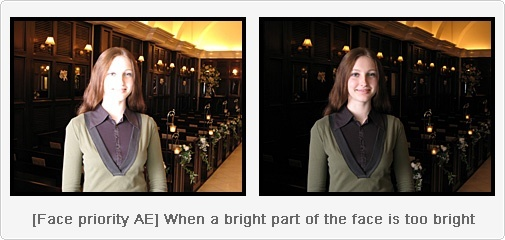 [Face priority AE] When a bright part of the face is too bright